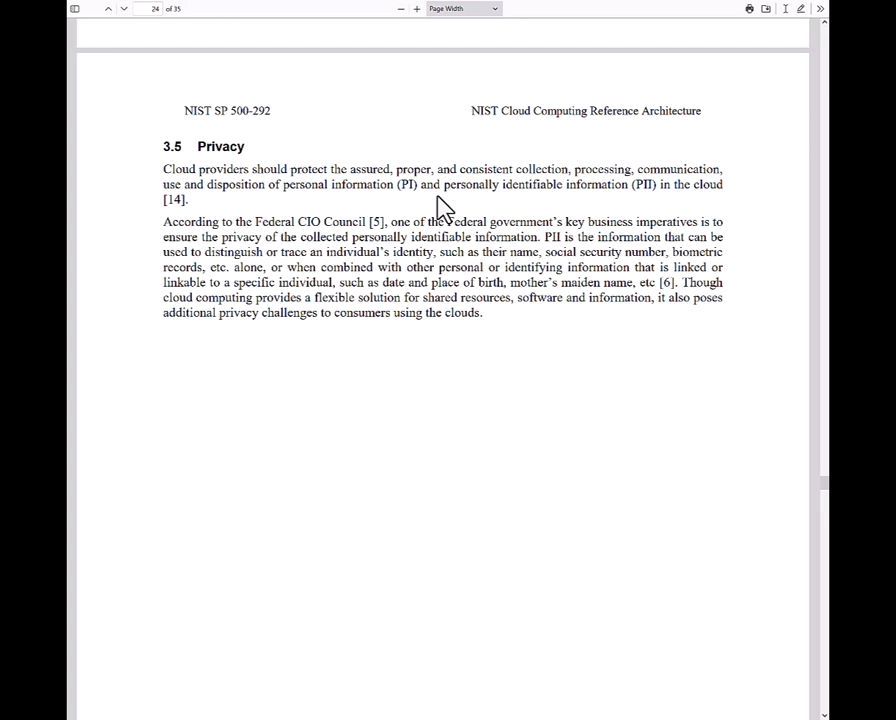 24 of 35 Page Width
NIST SP 500-292 NIST Cloud Computing Reference Architecture
3.5 Privacy
Cloud providers should protect the assured, proper, and consistent collection, processing, communication,
use and disposition of personal information (PI) and personally identifiable information (PII) in the cloud
[14].
According to the Federal CIO Council [5], one of the Federal government’s key business imperatives is to
ensure the privacy of the collected personally identifiable information. PII is the information that can be
used to distinguish or trace an individual’s identity, such as their name, social security number, biometric
records, etc. alone, or when combined with other personal or identifying information that is linked or
linkable to a specific individual, such as date and place of birth, mother’s maiden name, etc [6]. Though
cloud computing provides a flexible solution for shared resources, software and information, it also poses
additional privacy challenges to consumers using the clouds.